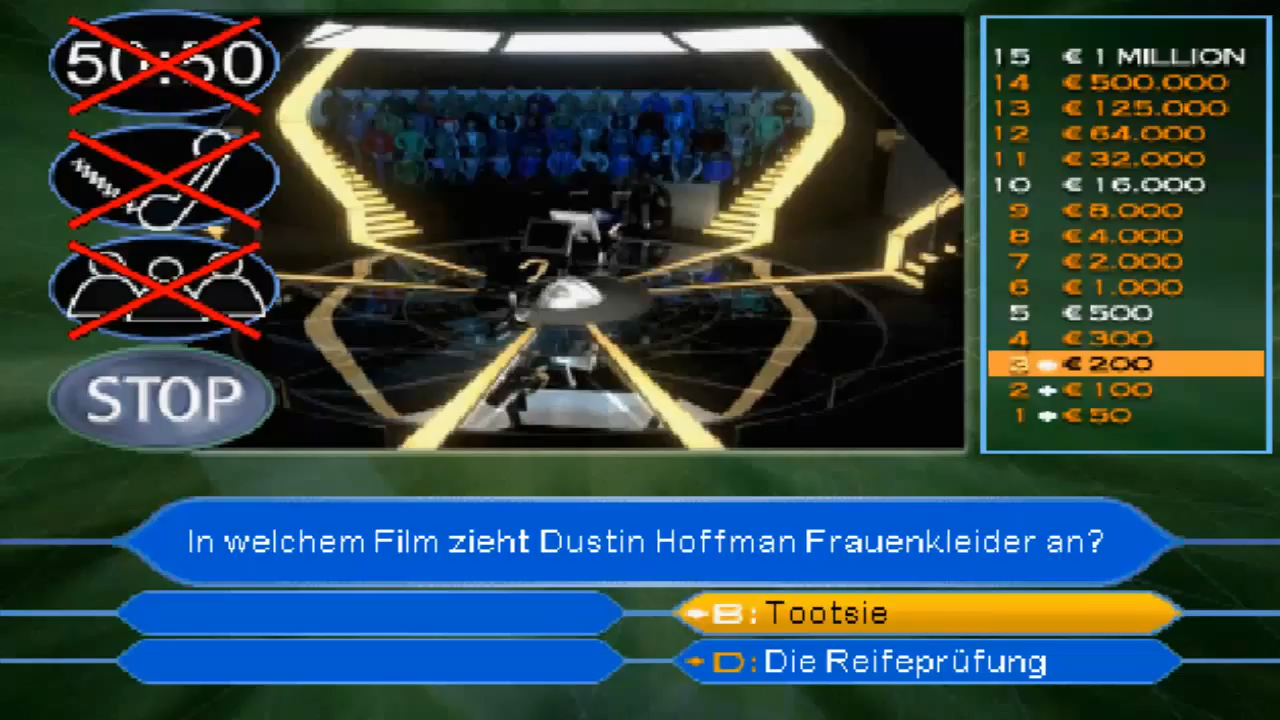 50:50
STOP
15 € 1 MILLION
14 € 500.000
13 € 125.000
12 € 64.000
11 € 32.000
10 € 16.000
9 € 8.000
8 € 4.000
7 € 2.000
6 € 1.000
5 € 500
4 € 300
3 € 200
2 € 100
1 € 50
In welchem Film zieht Dustin Hoffman Frauenkleider an?
B: Tootsie
D: Die Reifeprüfung